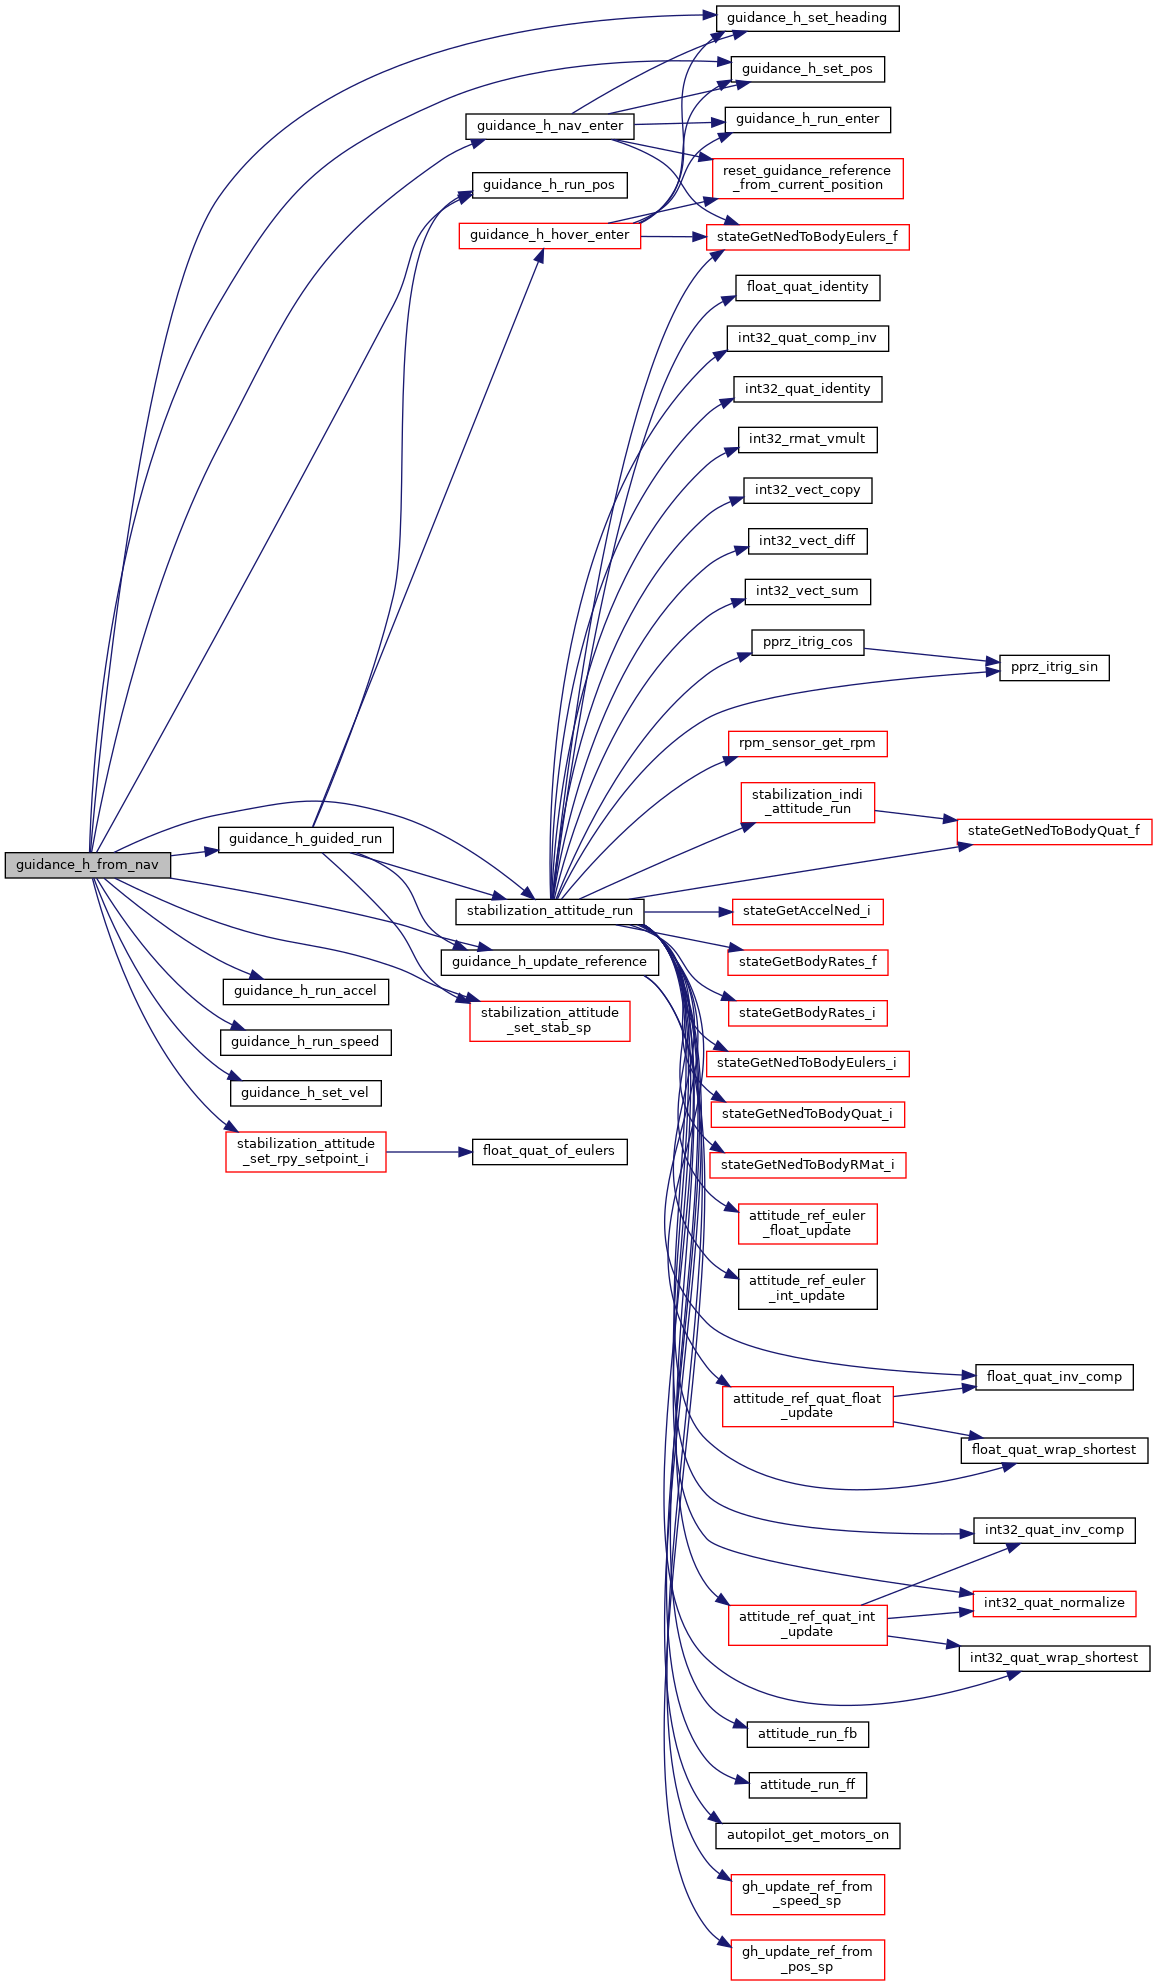 guidance_h_set_heading
guidance_h_set_pos
guidance_h_nav_enter
guidance_h_run_enter
reset_guidance_reference
_from_current_position
guidance_h_run_pos
guidance_h_hover_enter
stateGetNedToBodyEulers_f
float_quat_identity
int32_quat_comp_inv
int32_quat_identity
int32_rmat_vmult
int32_vect_copy
int32_vect_diff
int32_vect_sum
pprz_itrig_cos
pprz_itrig_sin
rpm_sensor_get_rpm
stabilization_indi
_attitude_run
stateGetNedToBodyQuat_f
guidance_h_guided_run
guidance_h_from_nav
stabilization_attitude_run
stateGetAccelNed_i
guidance_h_update_reference
stateGetBodyRates_f
guidance_h_run_accel
stabilization_attitude
_set_stab_sp
stateGetBodyRates_i
guidance_h_run_speed
stateGetNedToBodyEulers_i
guidance_h_set_vel
stateGetNedToBodyQuat_i
stabilization_attitude
_set_rpy_setpoint_i
float_quat_of_eulers
stateGetNedToBodyRMat_i
attitude_ref_euler
_float_update
attitude_ref_euler
_int_update
float_quat_inv_comp
attitude_ref_quat_float
_update
float_quat_wrap_shortest
int32_quat_inv_comp
int32_quat_normalize
attitude_ref_quat_int
_update
int32_quat_wrap_shortest
attitude_run_fb
attitude_run_ff
autopilot_get_motors_on
gh_update_ref_from
_speed_sp
gh_update_ref_from
_pos_sp